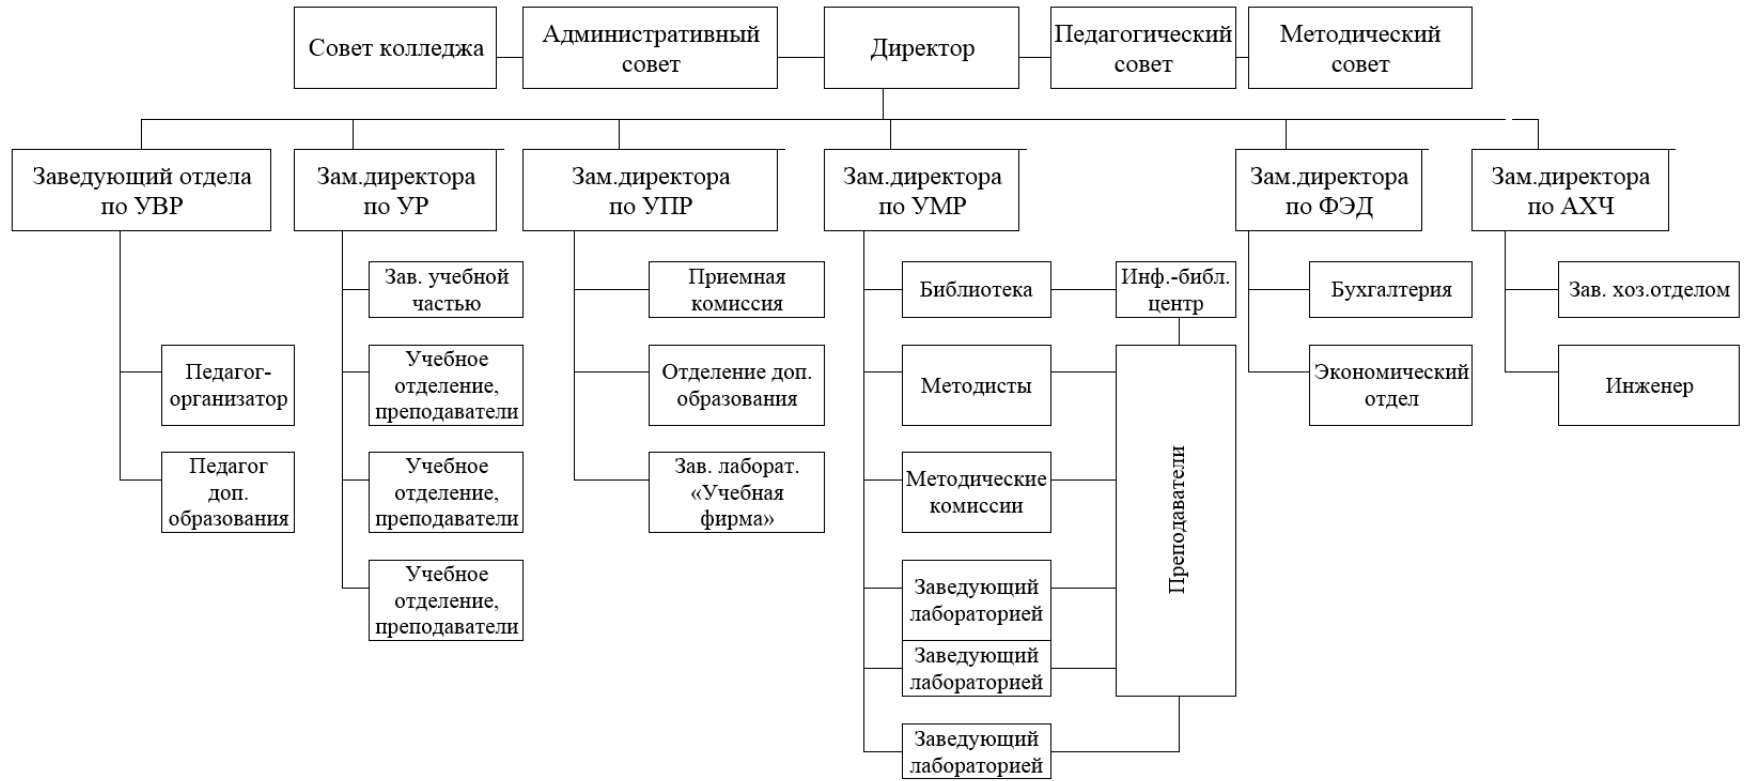 Совет колледжа
Административный
совет
Директор
Педагогический
совет
Методический
совет
Заведующий отдела
по УВР
Зам.директора
по УР
Зам.директора
по УПР
Зам.директора
по УМР
Зам.директора
по ФЭД
Зам.директора
по АХЧ
Педагог-
организатор
Педагог
доп.
образования
Зав. учебной
частью
Учебное
отделение,
преподаватели
Учебное
отделение,
преподаватели
Учебное
отделение,
преподаватели
Приемная
комиссия
Отделение доп.
образования
Зав. лаборат.
«Учебная
фирма»
Библиотека
Методисты
Методические
комиссии
Заведующий
лабораторией
Заведующий
лабораторией
Заведующий
лабораторией
Инф.-библ.
центр
Преподаватели
Бухгалтерия
Экономический
отдел
Зав. хоз.отделом
Инженер